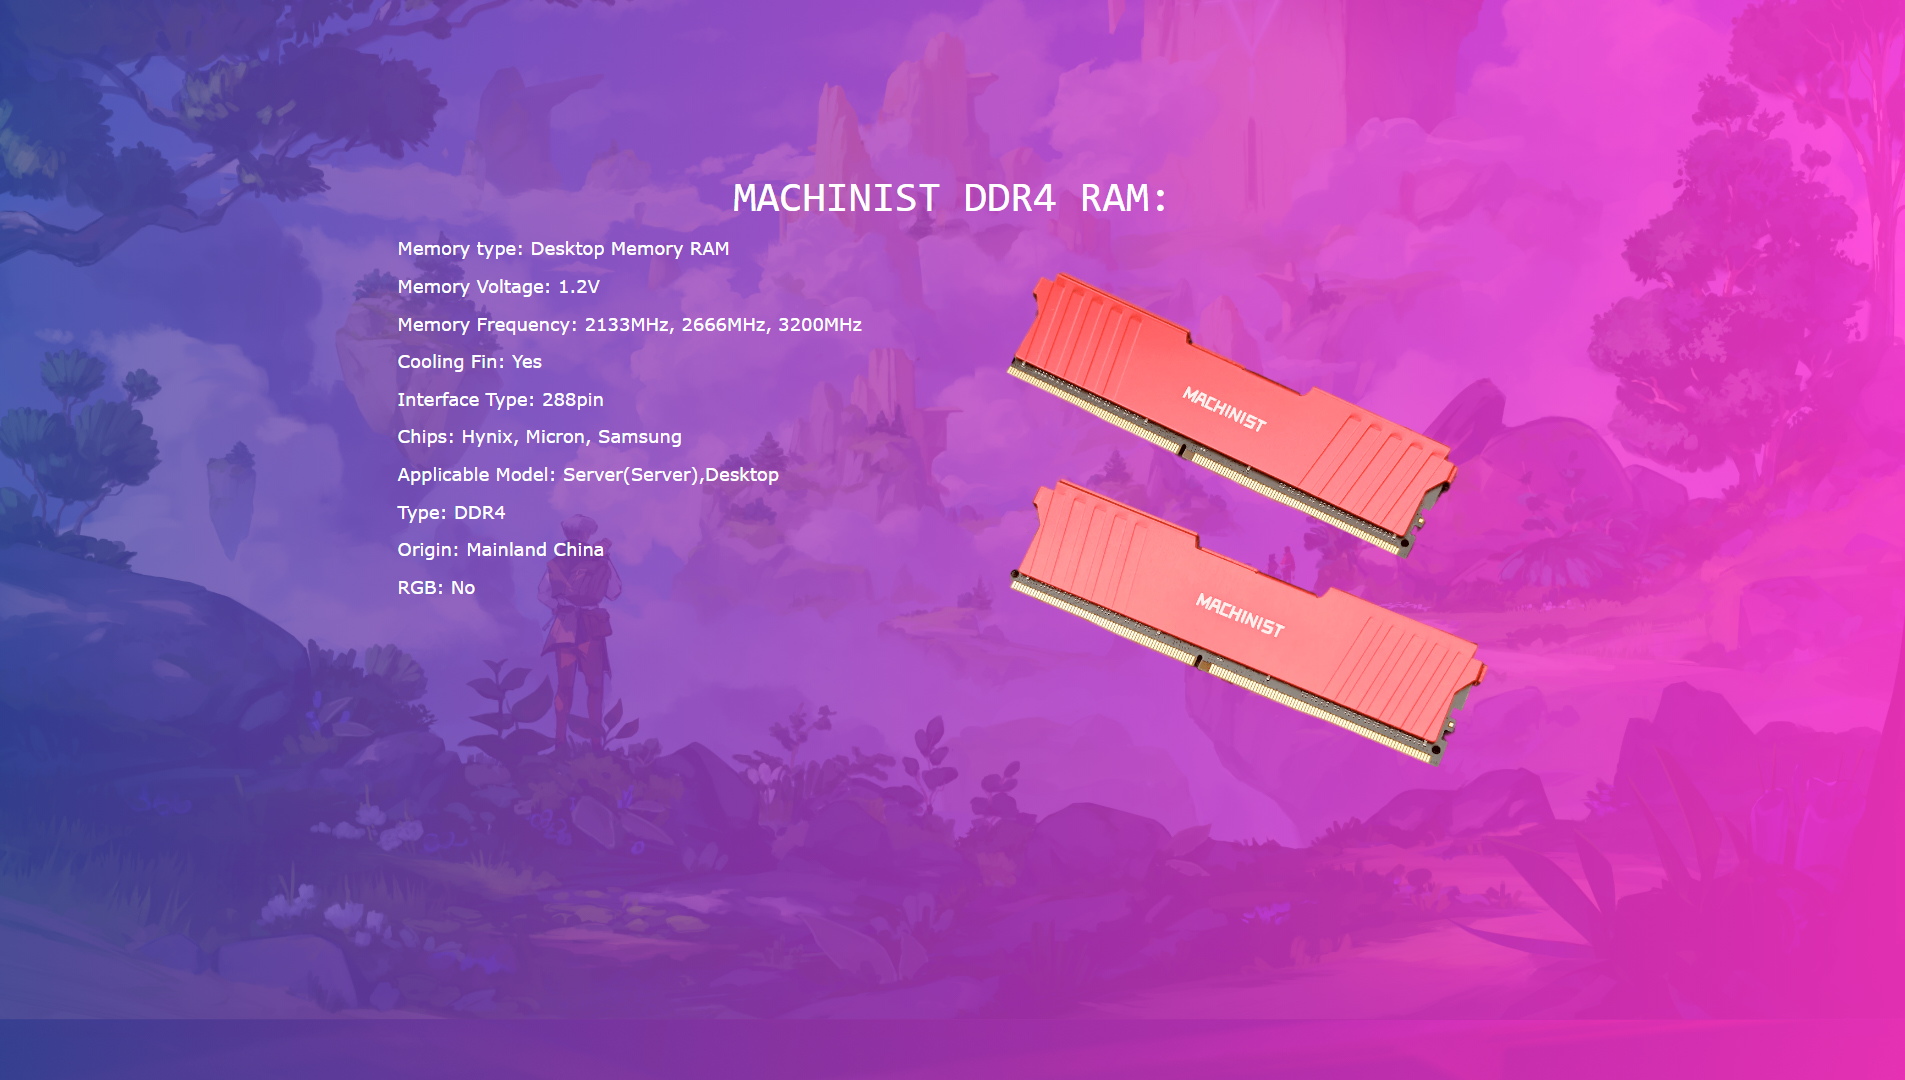 MACHINIST DDR4 RAM:
Memory type: Desktop Memory RAM
Memory Voltage: 1.2V
Memory Frequency: 2133MHz, 2666MHz, 3200MHz
Cooling Fin: Yes
Interface Type: 288pin
Chips: Hynix, Micron, Samsung
Applicable Model: Server(Server),Desktop
Type: DDR4
Origin: Mainland China
RGB: No
MACHINIST
MACHINIST